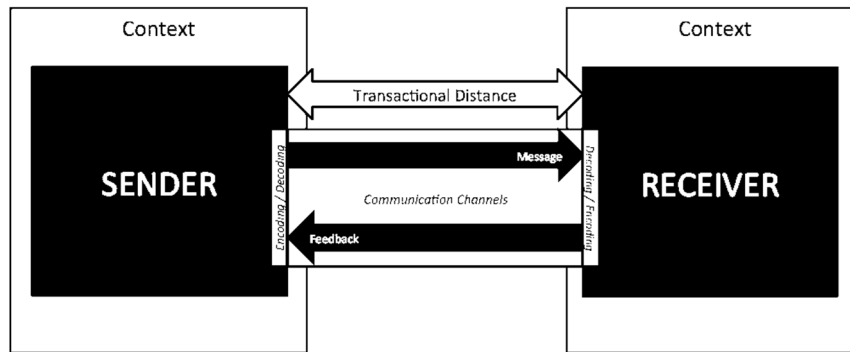 Context
Context
Transactional Distance
Message
SENDER
Encoding / Decoding
Communication Channels
Decoding / Encoding
RECEIVER
Feedback